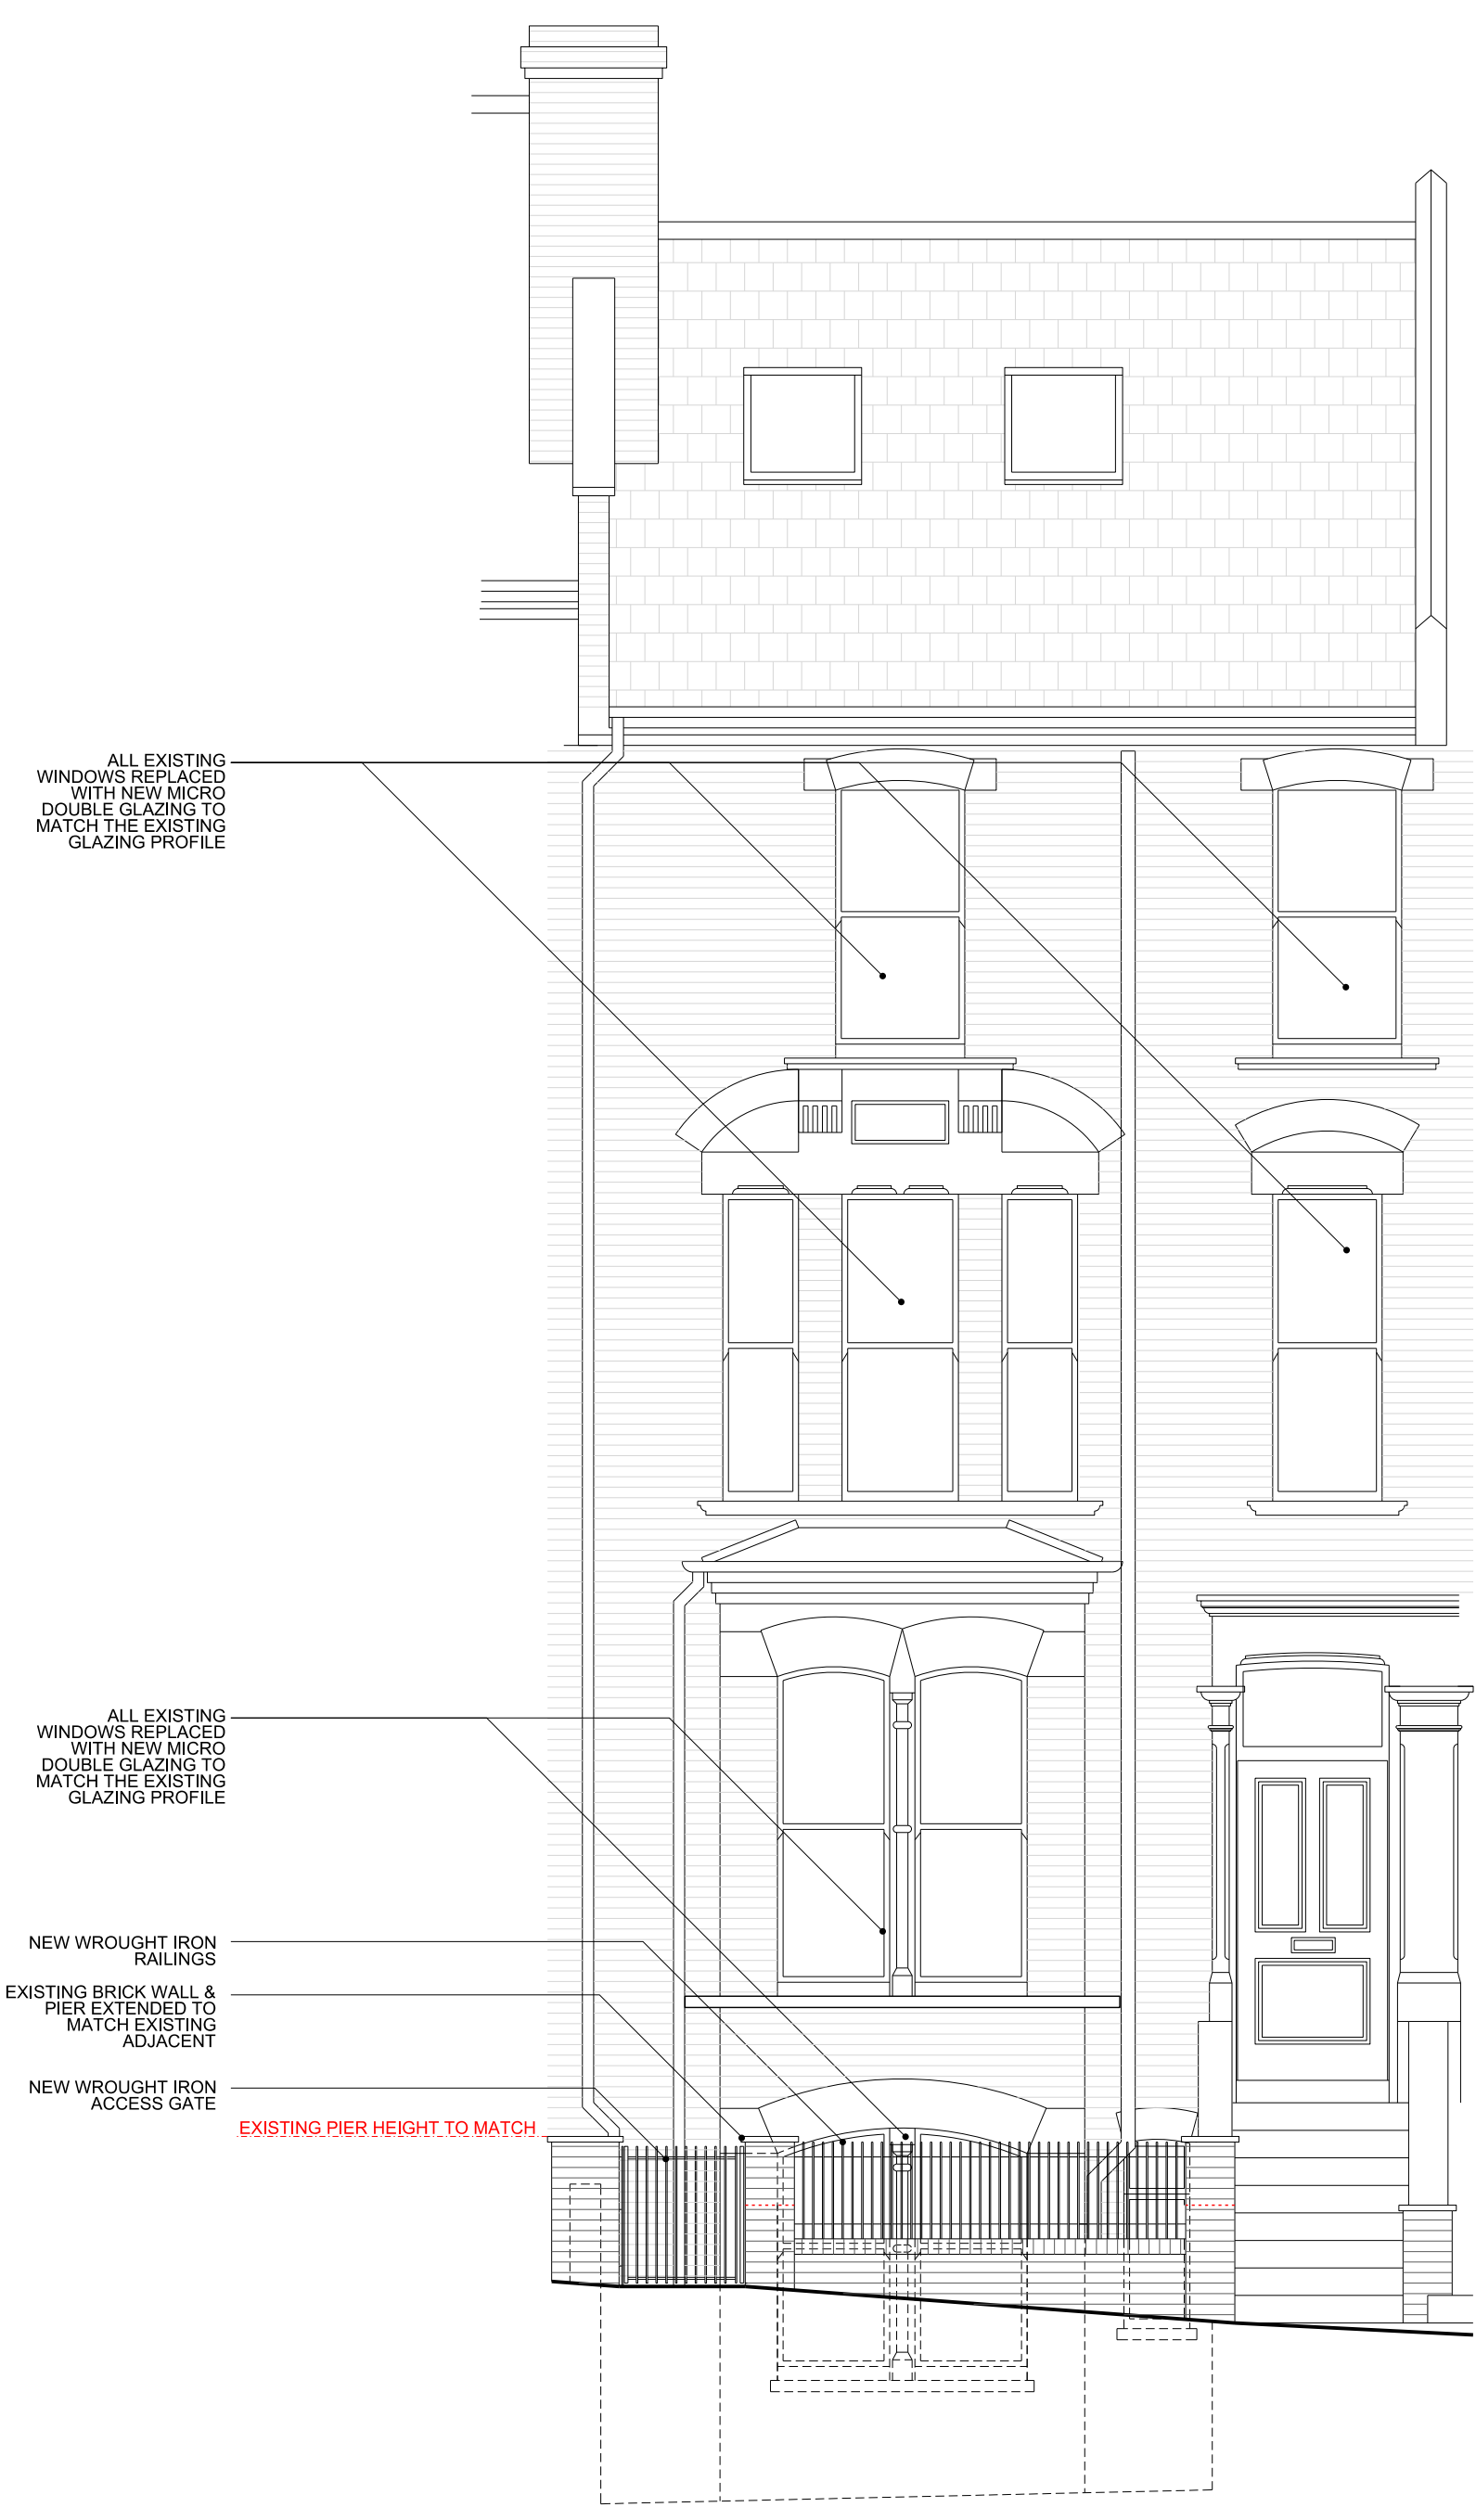 ALL EXISTING
WINDOWS REPLACED
WITH NEW MICRO
DOUBLE GLAZING TO
MATCH THE EXISTING
GLAZING PROFILE
ALL EXISTING
WINDOWS REPLACED
WITH NEW MICRO
DOUBLE GLAZING TO
MATCH THE EXISTING
GLAZING PROFILE
NEW WROUGHT IRON
RAILINGS
EXISTING BRICK WALL &
PIER EXTENDED TO
MATCH EXISTING
ADJACENT
NEW WROUGHT IRON
ACCESS GATE
EXISTING PIER HEIGHT TO MATCH